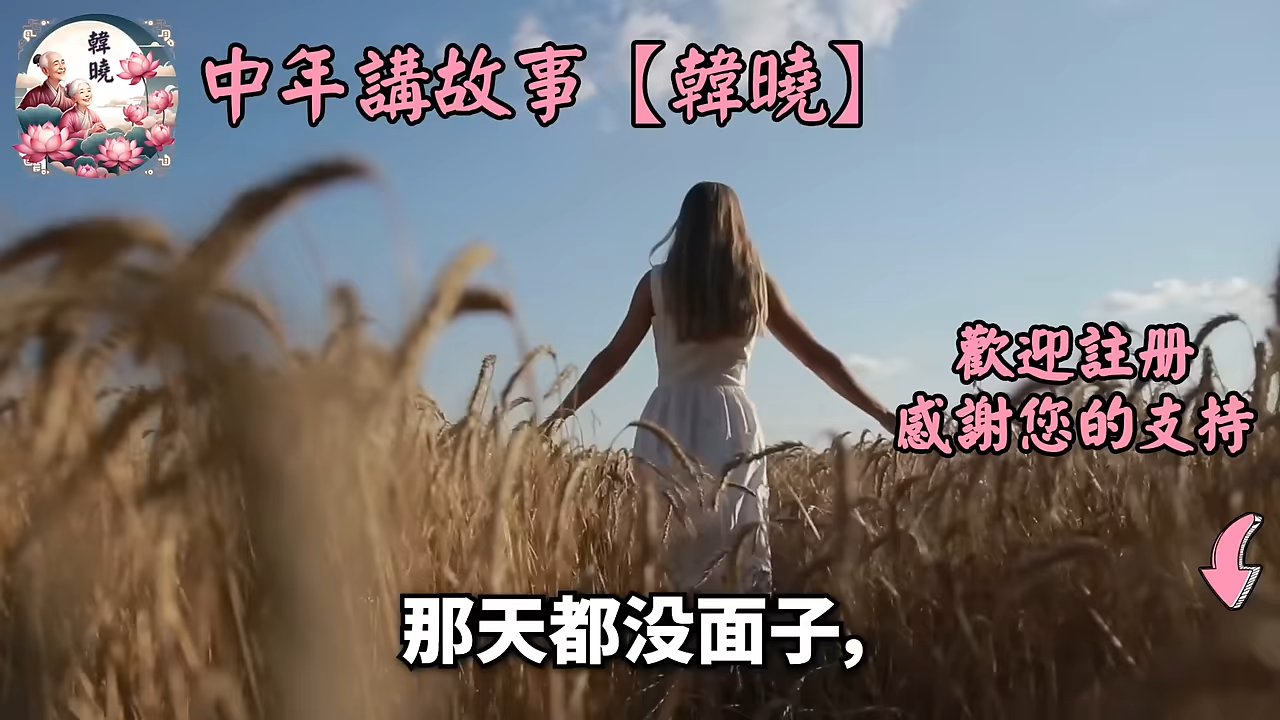 韓
曉
中年講故事【韓曉】
歡迎註册
感謝您的支持
那天都没面子,